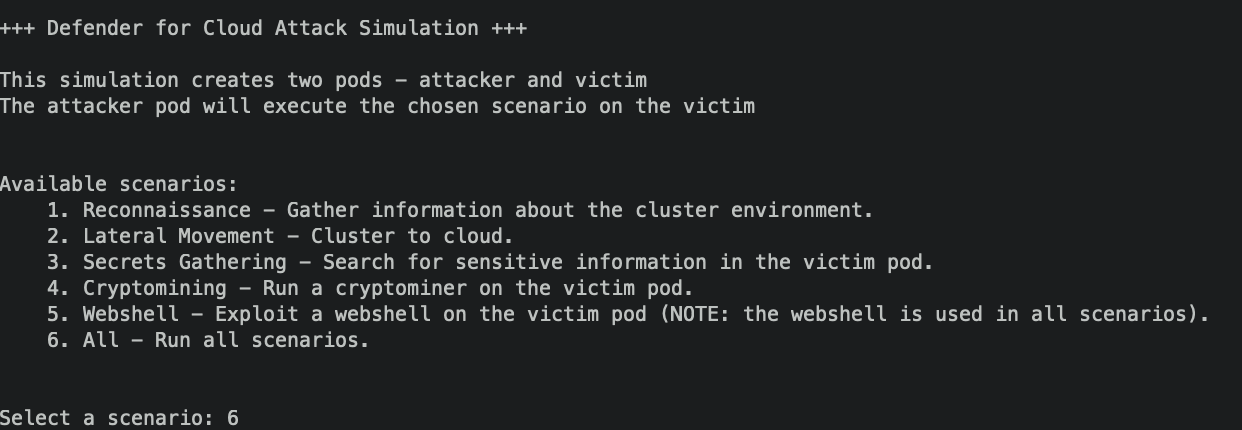 +++ Defender for Cloud Attack Simulation +++
This simulation creates two pods – attacker and victim
The attacker pod will execute the chosen scenario on the victim
Available scenarios:
1. Reconnaissance – Gather information about the cluster environment.
2. Lateral Movement – Cluster to cloud.
3. Secrets Gathering – Search for sensitive information in the victim pod.
4. Cryptomining – Run a cryptominer on the victim pod.
5. Webshell – Exploit a webshell on the victim pod (NOTE: the webshell is used in all scenarios).
6. All – Run all scenarios.
Select a scenario: 6